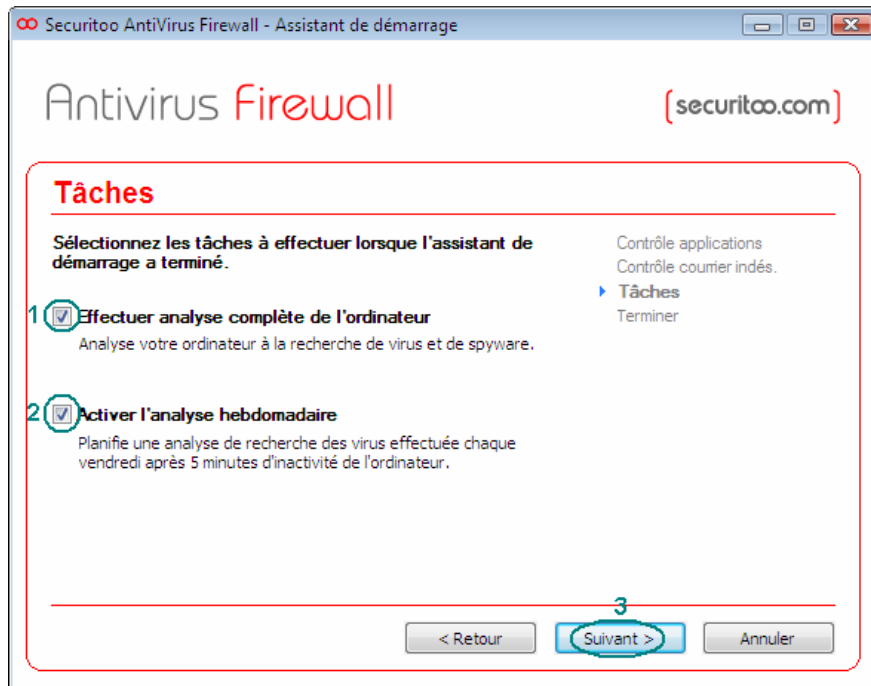 Securitoo AntiVirus Firewall - Assistant de démarrage
Antivirus Firewall
[securitoo.com]
Tâches
Sélectionnez les tâches à effectuer lorsque l'assistant de
démarrage a terminé.
1 Effectuer analyse complète de l'ordinateur
Analyse votre ordinateur à la recherche de virus et de spyware.
2 Activer l'analyse hebdomadaire
Planifie une analyse de recherche des virus effectuée chaque
vendredi après 5 minutes d'inactivité de l'ordinateur.
Contrôle applications
Contrôle courrier indés.
Tâches
Terminer
3
< Retour
Suivant >
Annuler